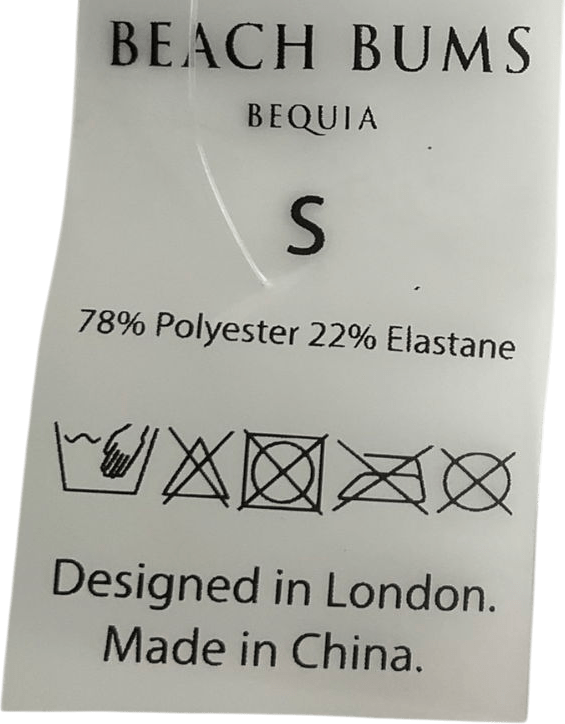 BEACH BUMS
BEQUIA
S
78% Polyester 22% Elastane
Designed in London.
Made in China.